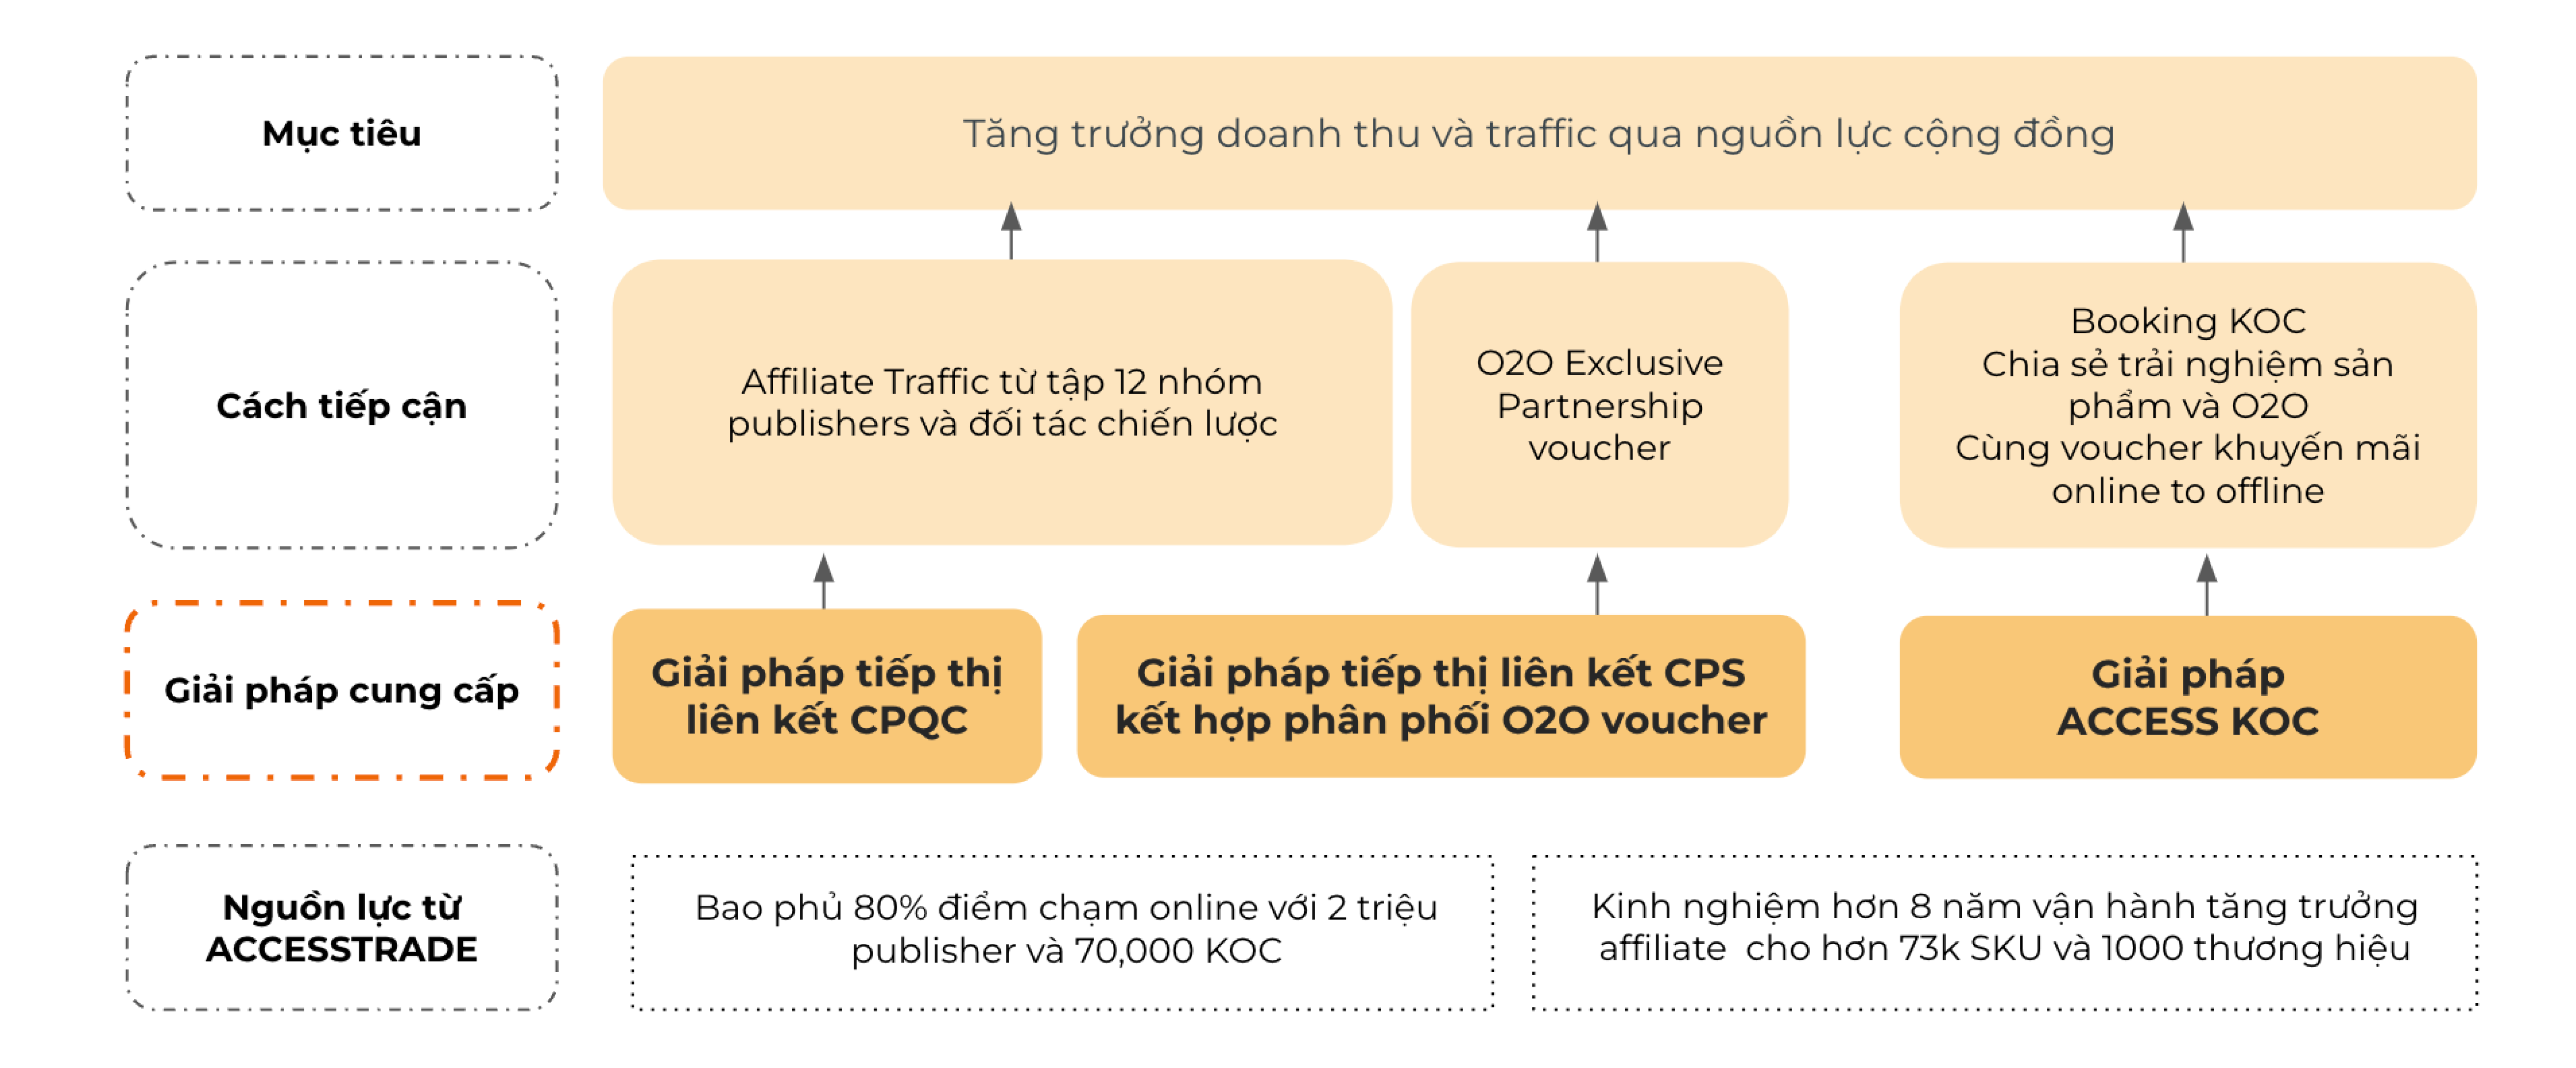 Mục tiêu
Tăng trưởng doanh thu và traffic qua nguồn lực cộng đồng
Cách tiếp cận
Affiliate Traffic từ tập 12 nhóm
publishers và đối tác chiến lược
O2O Exclusive
Partnership
voucher
Booking KOC
Chia sẻ trải nghiệm sản
phẩm và O2O
Cùng voucher khuyến mãi
online to offline
Giải pháp cung cấp
Giải pháp tiếp thị
liên kết CPQC
Giải pháp tiếp thị liên kết CPS
kết hợp phân phối O2O voucher
Giải pháp
ACCESS KOC
Nguồn lực từ
ACCESSTRADE
Bao phủ 80% điểm chạm online với 2 triệu
publisher và 70,000 KOC
Kinh nghiệm hơn 8 năm vận hành tăng trưởng
affiliate cho hơn 73k SKU và 1000 thương hiệu